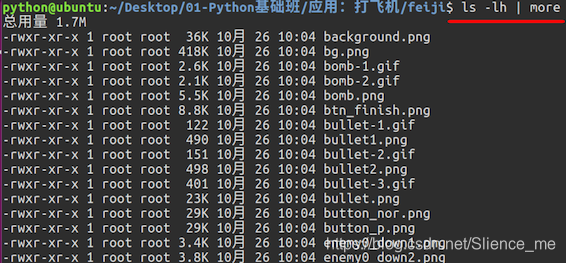 python@ubuntu:~/Desktop/01-Python基础班/应用：打飞机/feiji$ ls -lh | more
总用量 1.7M
-rwxr-xr-x 1 root root  36K 10月 26 10:04 background.png
-rwxr-xr-x 1 root root 418K 10月 26 10:04 bg.png
-rwxr-xr-x 1 root root 2.6K 10月 26 10:04 bomb-1.gif
-rwxr-xr-x 1 root root 2.1K 10月 26 10:04 bomb-2.gif
-rwxr-xr-x 1 root root 5.5K 10月 26 10:04 bomb.png
-rwxr-xr-x 1 root root 8.8K 10月 26 10:04 btn_finish.png
-rwxr-xr-x 1 root root  122 10月 26 10:04 bullet-1.gif
-rwxr-xr-x 1 root root  490 10月 26 10:04 bullet1.png
-rwxr-xr-x 1 root root  151 10月 26 10:04 bullet-2.gif
-rwxr-xr-x 1 root root  498 10月 26 10:04 bullet2.png
-rwxr-xr-x 1 root root  401 10月 26 10:04 bullet-3.gif
-rwxr-xr-x 1 root root  23K 10月 26 10:04 bullet.png
-rwxr-xr-x 1 root root  29K 10月 26 10:04 button_nor.png
-rwxr-xr-x 1 root root  29K 10月 26 10:04 button_p.png
-rwxr-xr-x 1 root root 3.4K 10月 26 10:04 enemy0_down1.png
https://blog.csdn.net/Slience_me
-rwxr-xr-x 1 root root 3.8K 10月 26 10:04 enemy0_down2.png